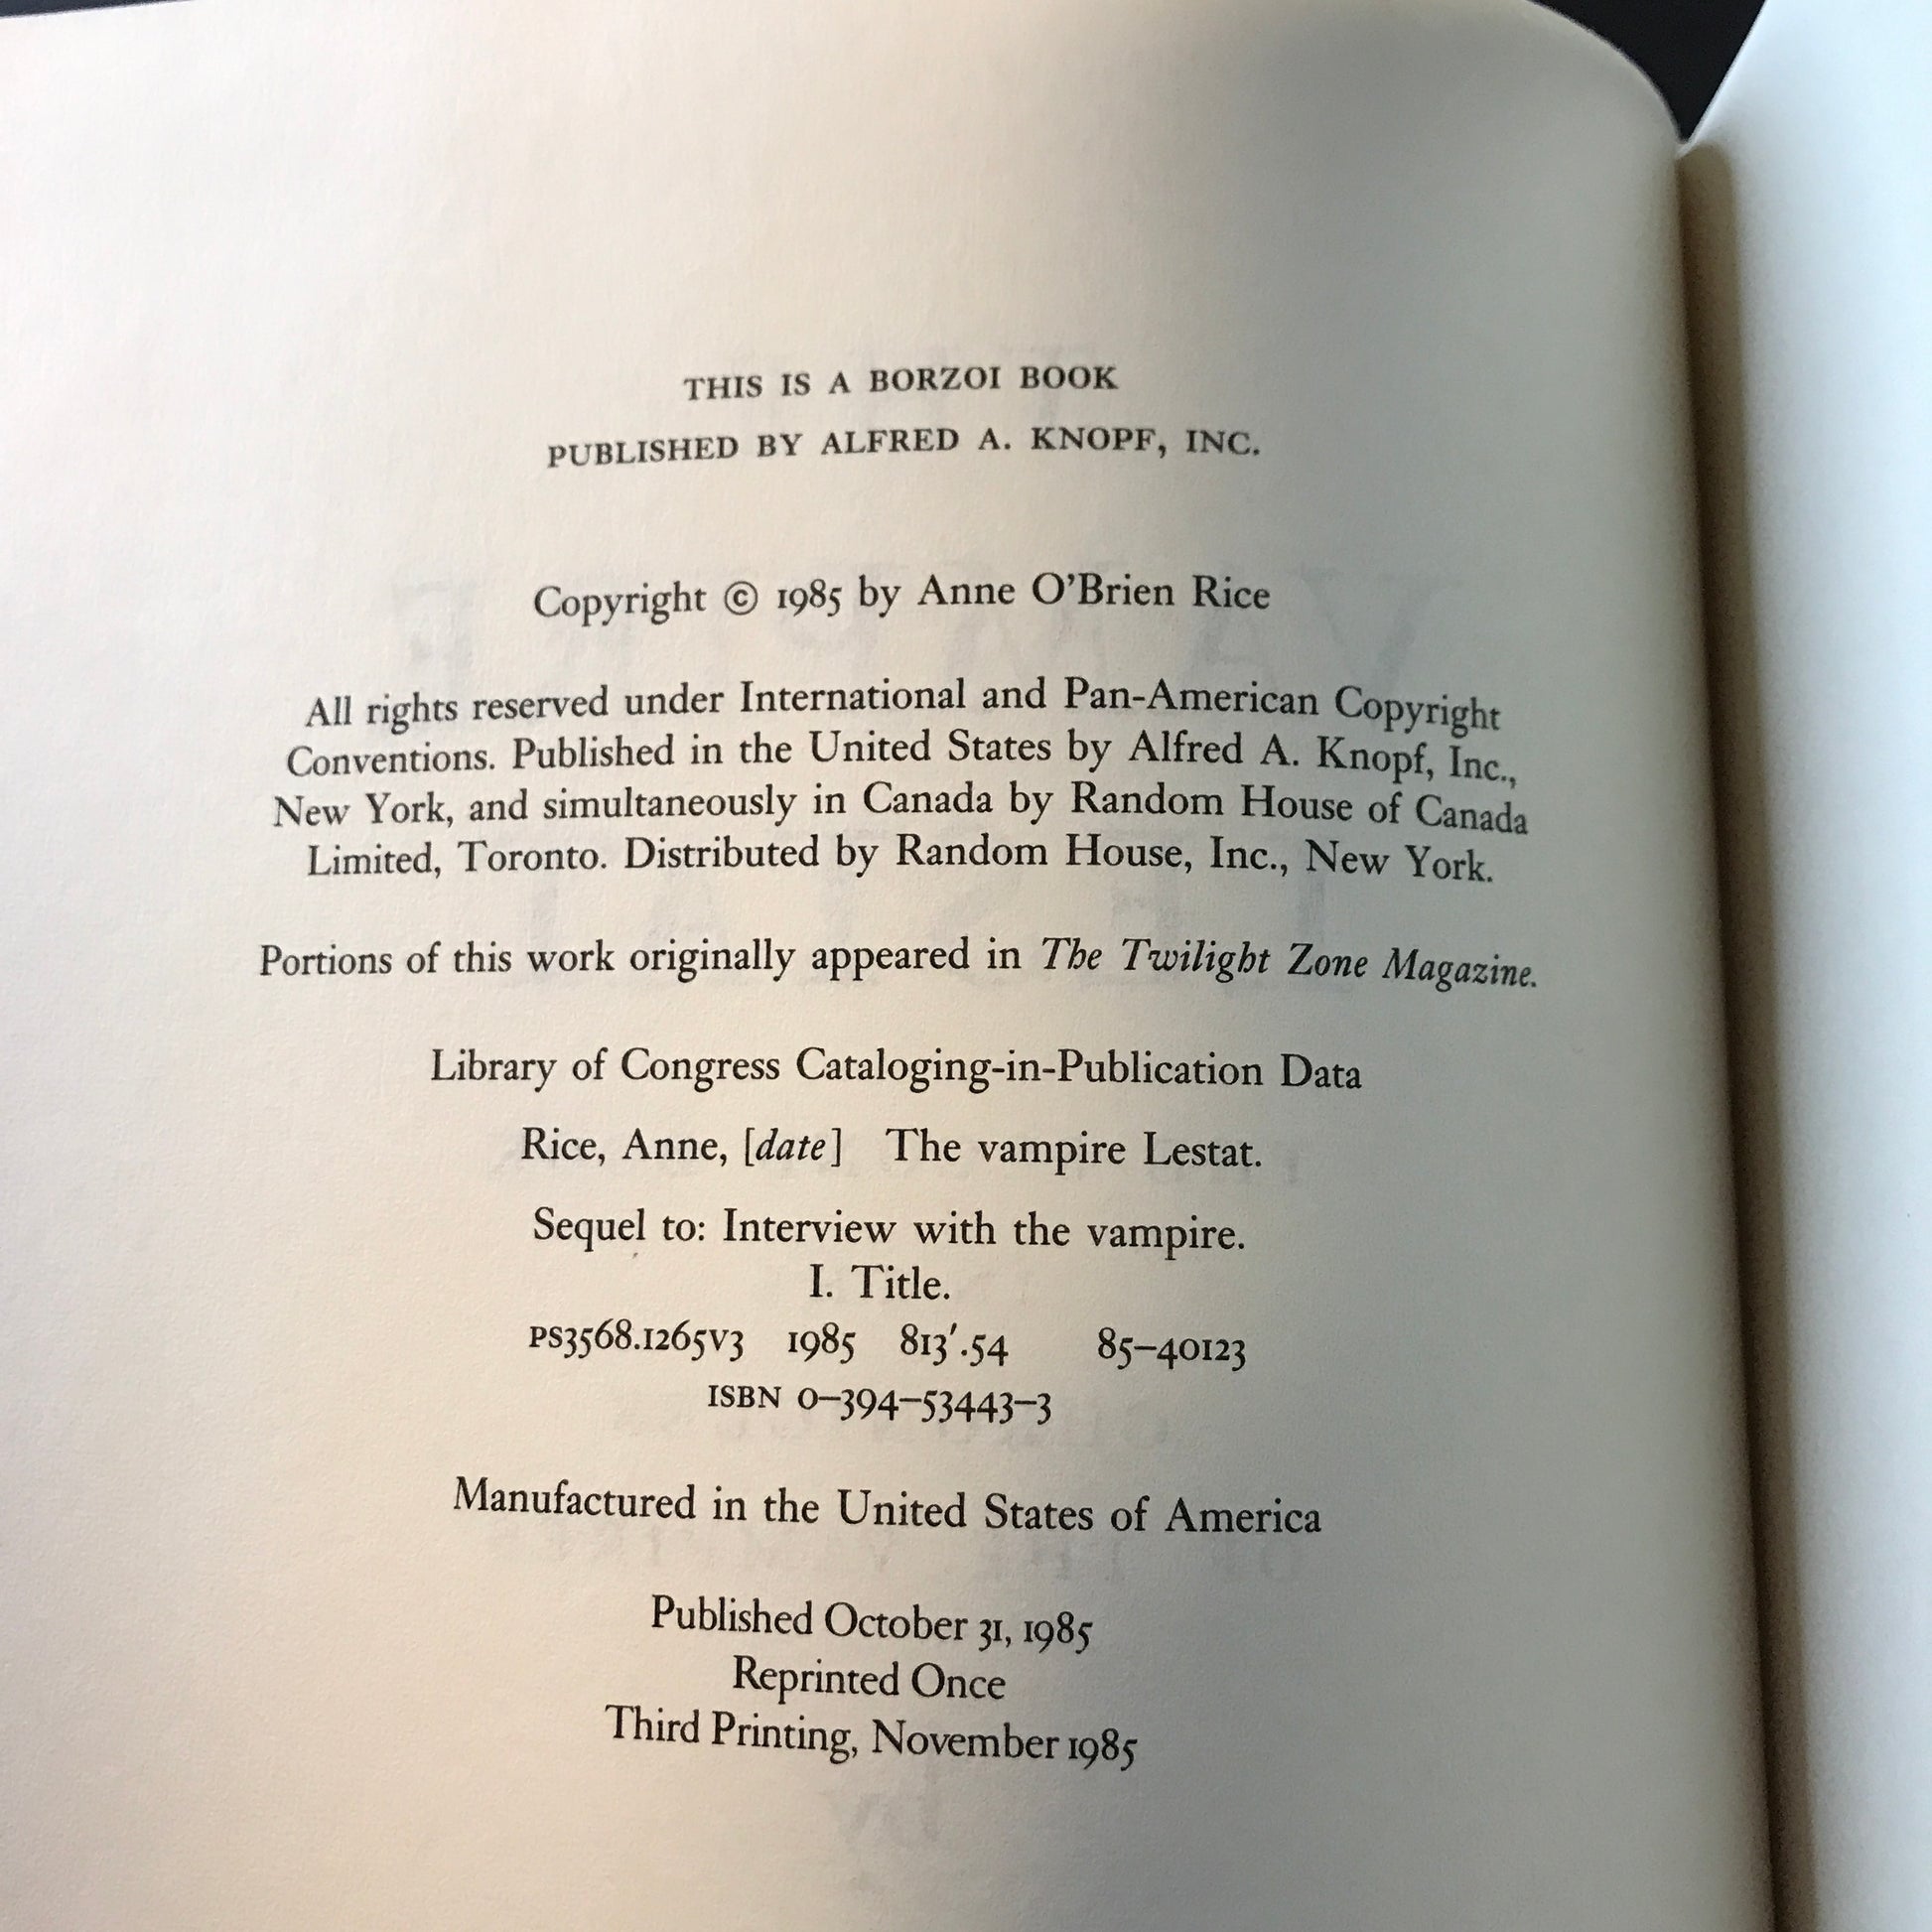 THIS IS A BORZOI BOOK
PUBLISHED BY ALFRED A. KNOPF, INC.
Copyright © 1985 by Anne O'Brien Rice
All rights reserved under International and Pan-American Copyright
Conventions. Published in the United States by Alfred A. Knopf, Inc.,
New York, and simultaneously in Canada by Random House of Canada
Limited, Toronto. Distributed by Random House, Inc., New York.
Portions of this work originally appeared in The Twilight Zone Magazine.
Library of Congress Cataloging-in-Publication Data
Rice, Anne, [date] The vampire Lestat.
Sequel to: Interview with the vampire.
I. Title.
PS3568.I265V3 1985 813'.54 85–40123
ISBN 0–394–53443–3
Manufactured in the United States of America
Published October 31, 1985
Reprinted Once
Third Printing, November 1985